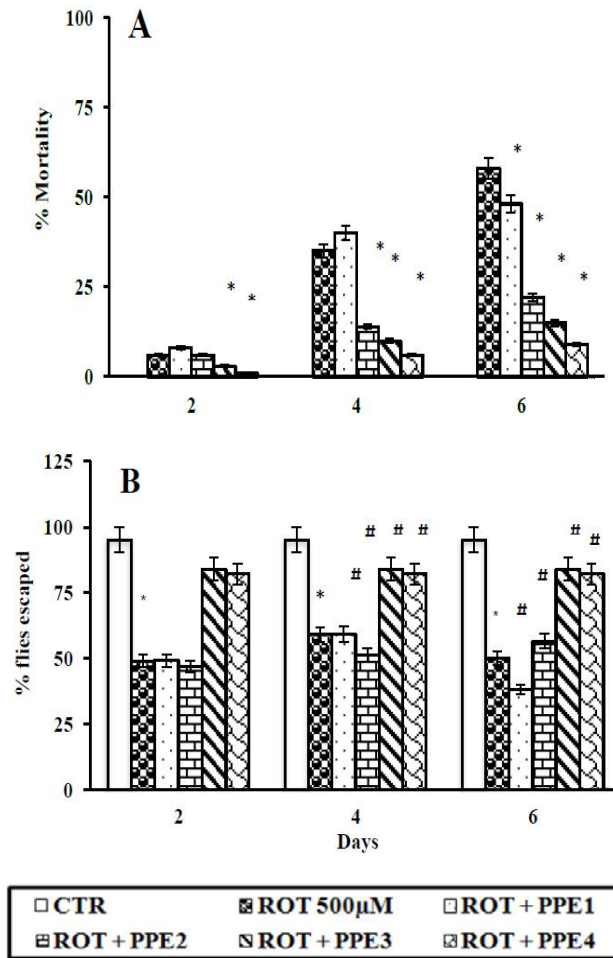 A
100
75
50
25
0
% Mortality
* *
* * *
* * * *
2 4 6
B
125
100
75
50
25
0
% flies escaped
*
* # # # #
* # # # #
2 4 6
Days
CTR ROT 500µM ROT + PPE1
ROT + PPE2 ROT + PPE3 ROT + PPE4